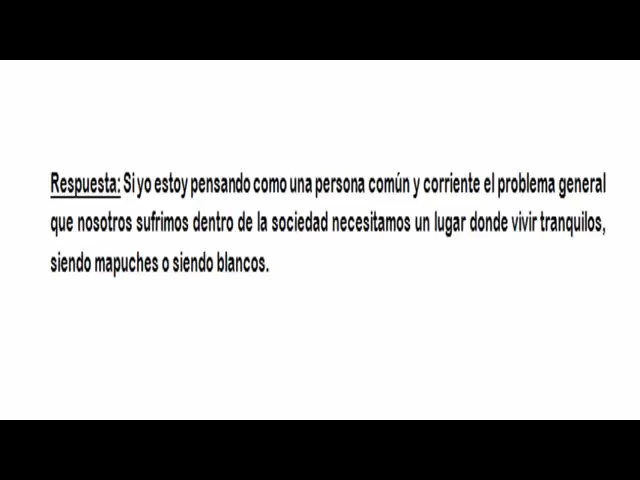 Respuesta: Si yo estoy pensando como una persona común y corriente el problema general
que nosotros sufrimos dentro de la sociedad necesitamos un lugar donde vivir tranquilos,
siendo mapuches o siendo blancos.